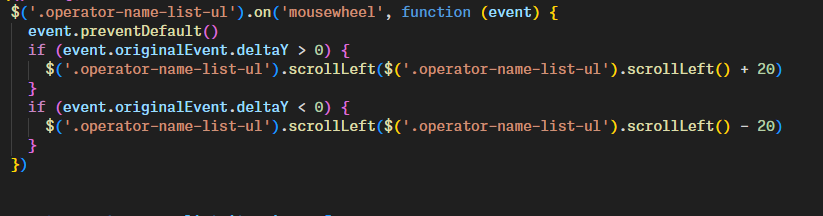 $('.operator-name-list-ul').on('mousewheel', function (event) {
  event.preventDefault()
  if (event.originalEvent.deltaY > 0) {
    $('.operator-name-list-ul').scrollLeft($('.operator-name-list-ul').scrollLeft() + 20)
  }
  if (event.originalEvent.deltaY < 0) {
    $('.operator-name-list-ul').scrollLeft($('.operator-name-list-ul').scrollLeft() - 20)
  }
})